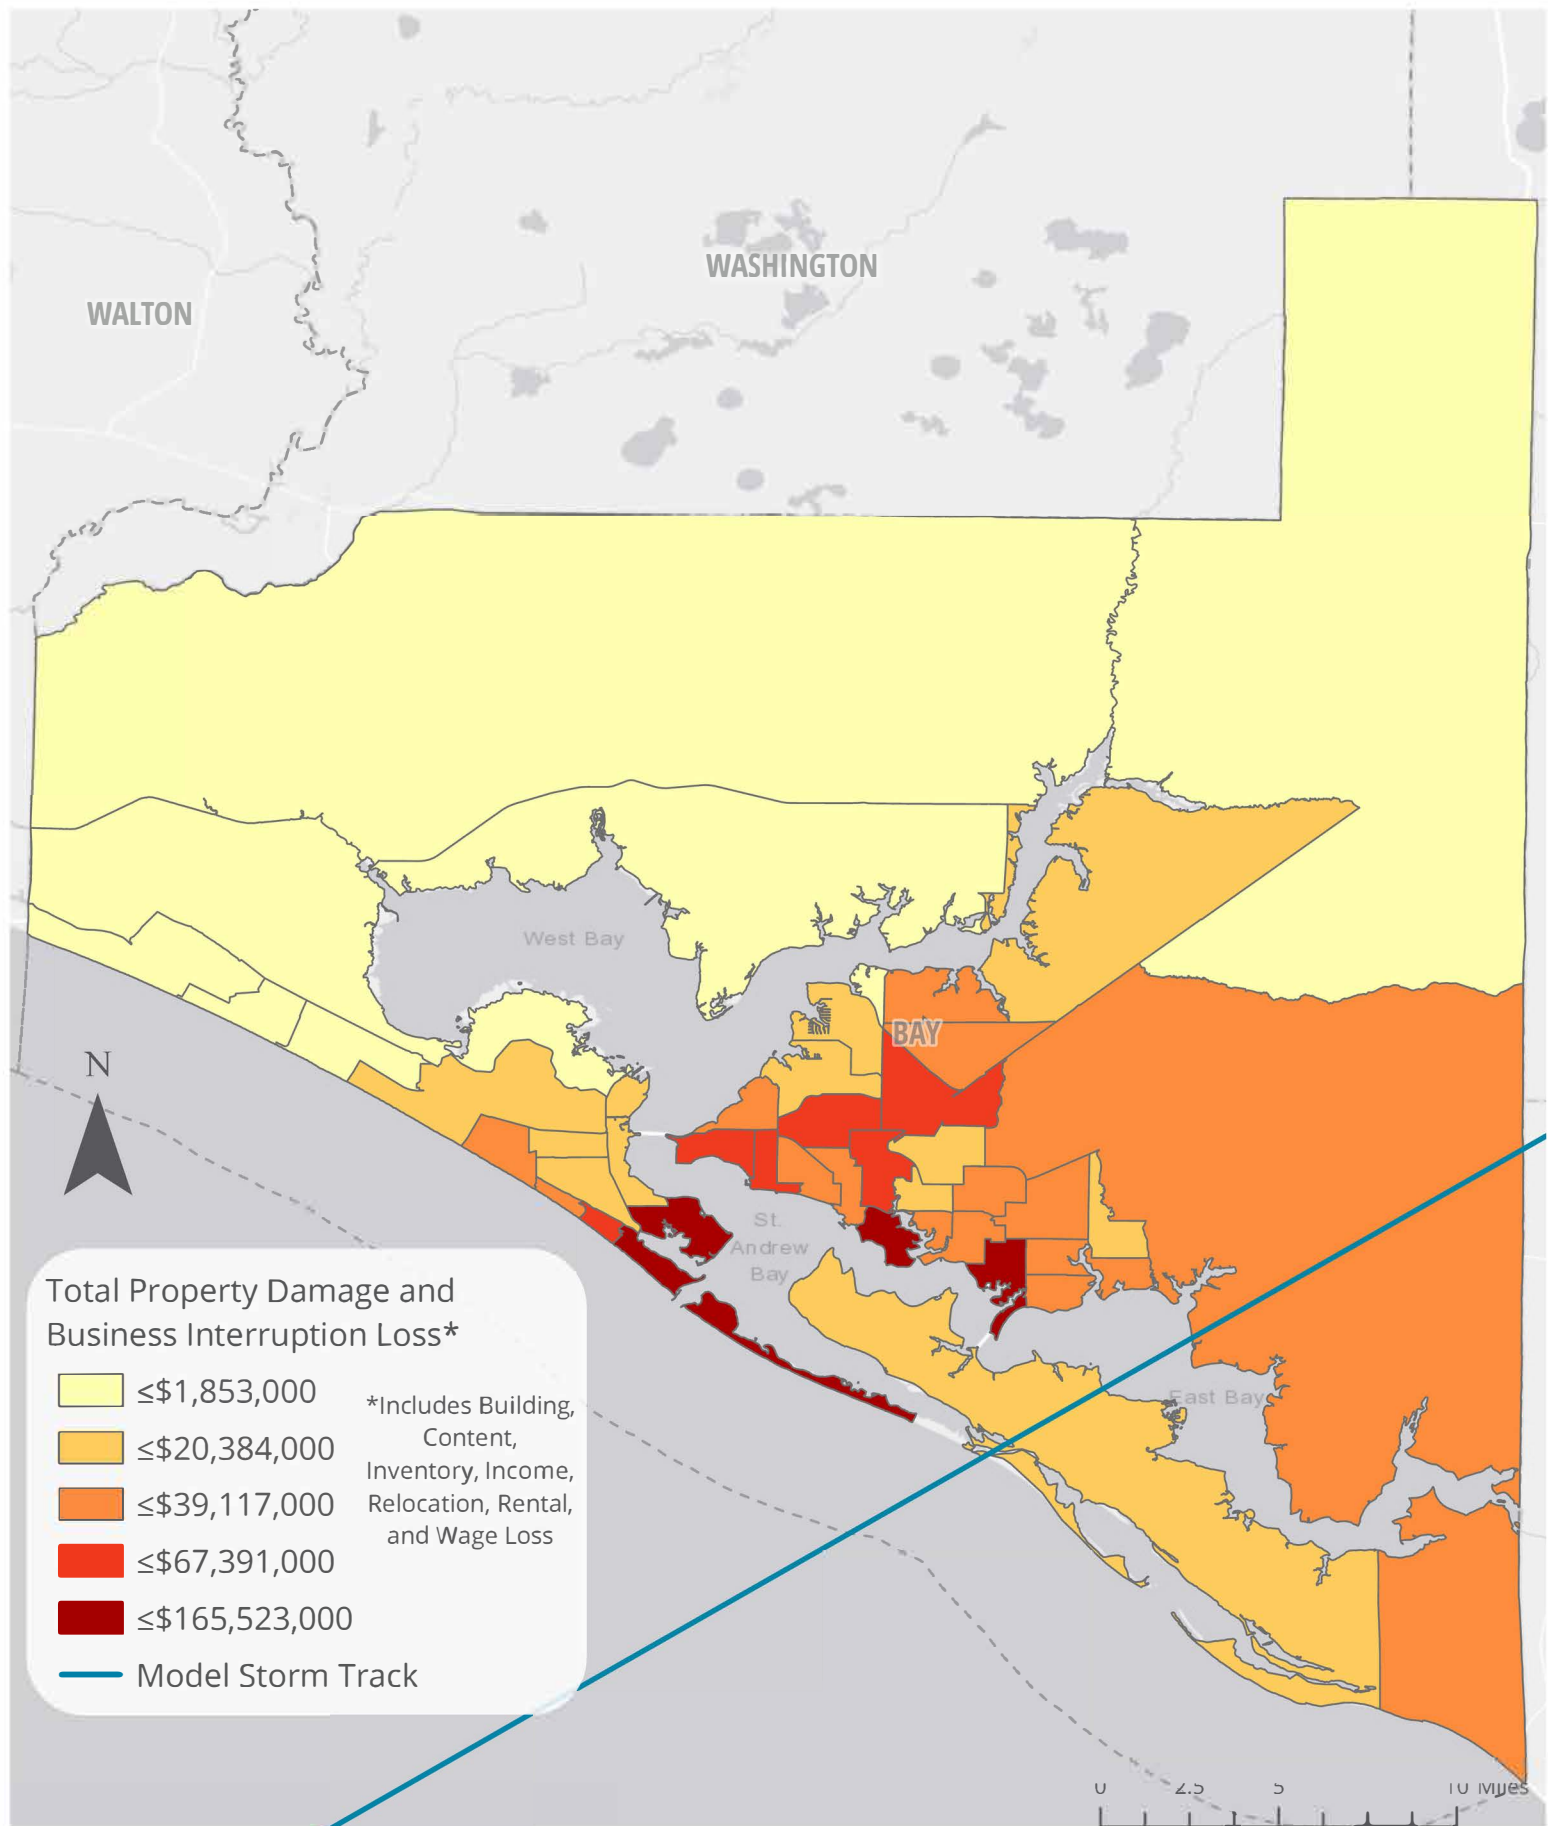 WASHINGTON
WALTON
West Bay
BAY
N
St.
Andrew
Bay
East Bay
Total Property Damage and
Business Interruption Loss*
≤$1,853,000
≤$20,384,000
≤$39,117,000
≤$67,391,000
≤$165,523,000
Model Storm Track
*Includes Building,
Content,
Inventory, Income,
Relocation, Rental,
and Wage Loss
0 2.5 5 10 Miles